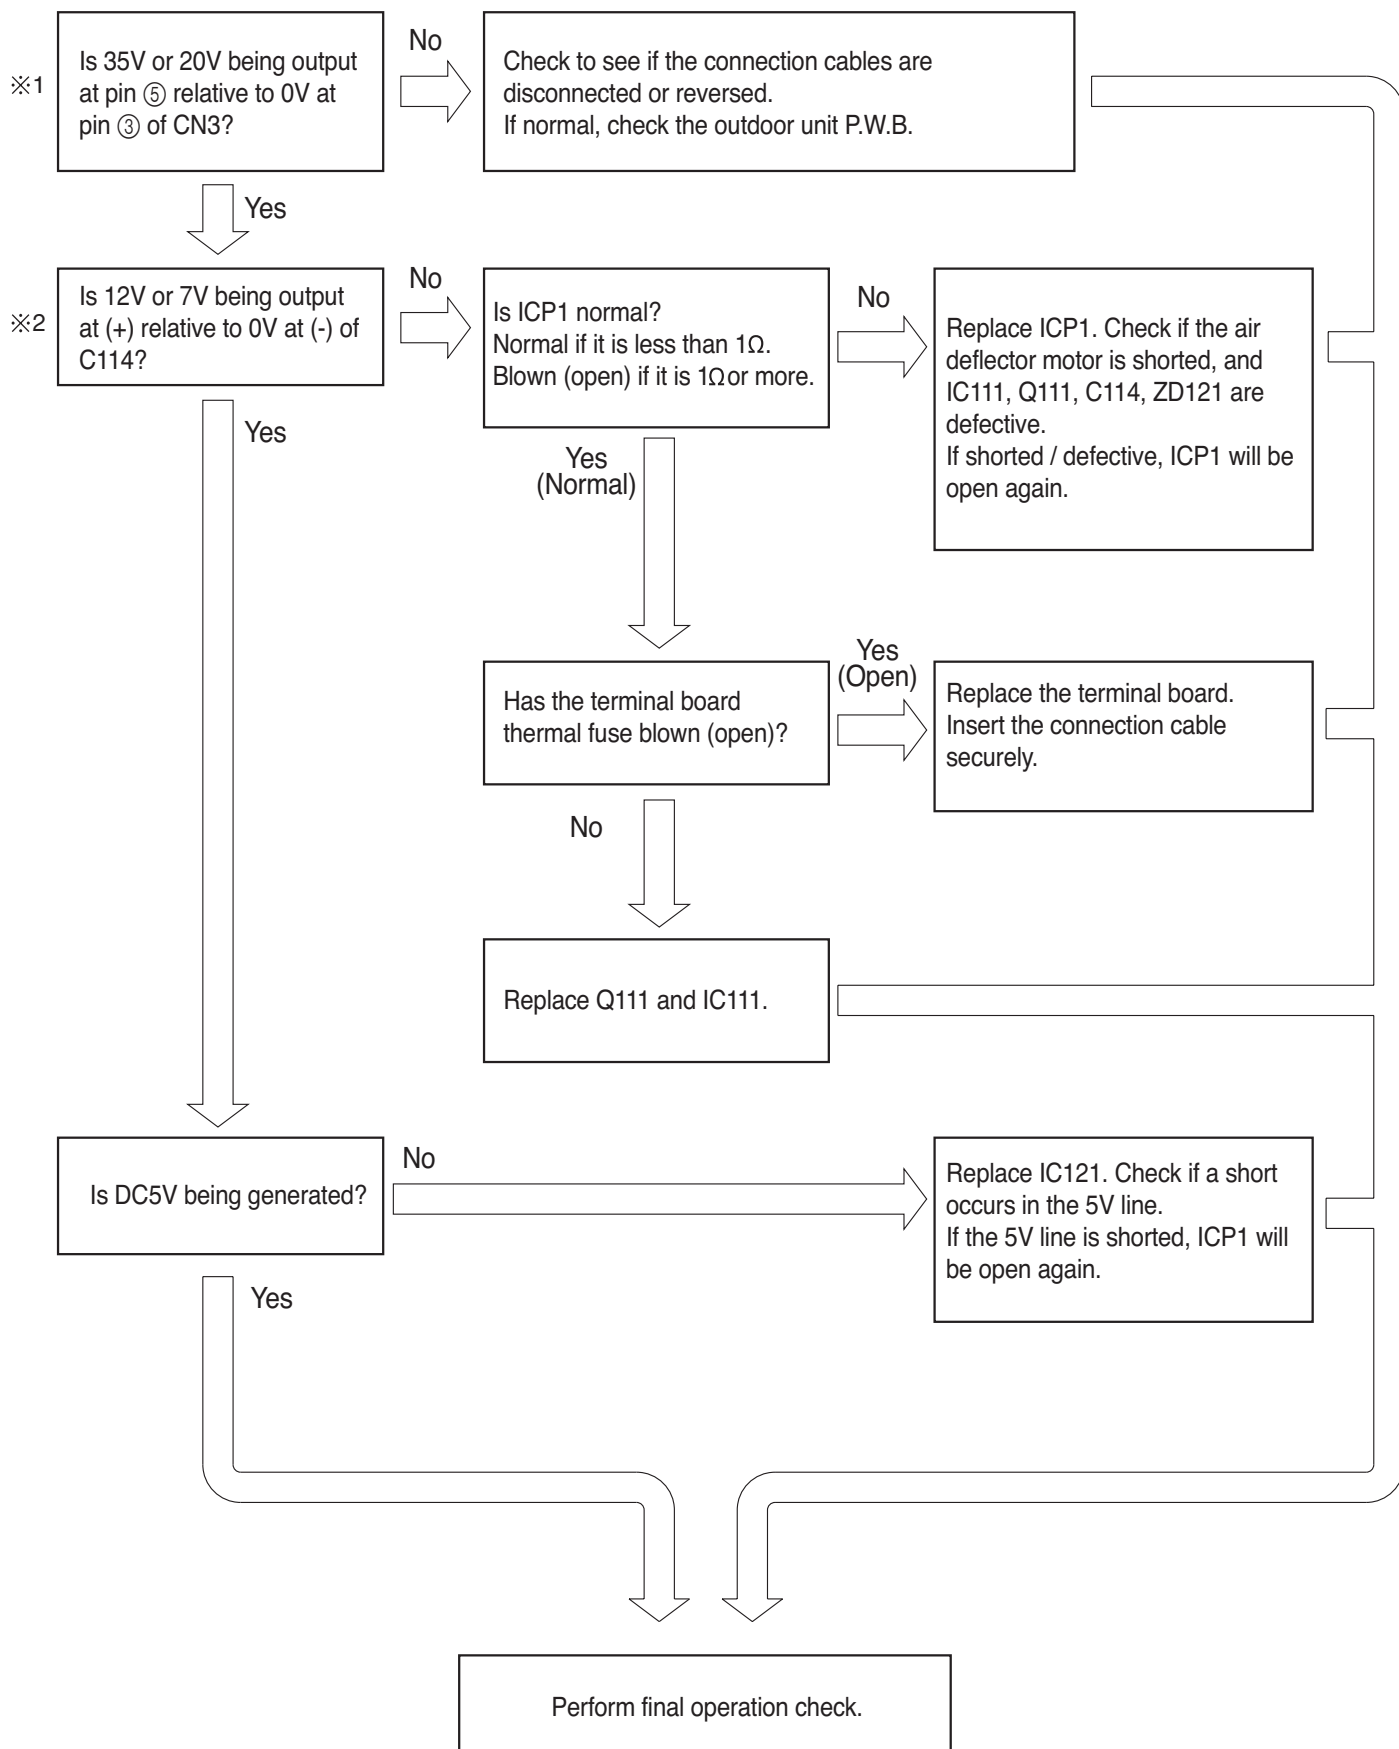 ※1
Is 35V or 20V being output
at pin ⑤ relative to 0V at
pin ③ of CN3?
No
Check to see if the connection cables are
disconnected or reversed.
If normal, check the outdoor unit P.W.B.
Yes
※2
Is 12V or 7V being output
at (+) relative to 0V at (-) of
C114?
No
Is ICP1 normal?
Normal if it is less than 1Ω.
Blown (open) if it is 1Ω or more.
No
Replace ICP1. Check if the air
deflector motor is shorted, and
IC111, Q111, C114, ZD121 are
defective.
If shorted / defective, ICP1 will be
open again.
Yes
Yes
(Normal)
Has the terminal board
thermal fuse blown (open)?
Yes
(Open)
Replace the terminal board.
Insert the connection cable
securely.
No
Replace Q111 and IC111.
Is DC5V being generated?
No
Replace IC121. Check if a short
occurs in the 5V line.
If the 5V line is shorted, ICP1 will
be open again.
Yes
Perform final operation check.